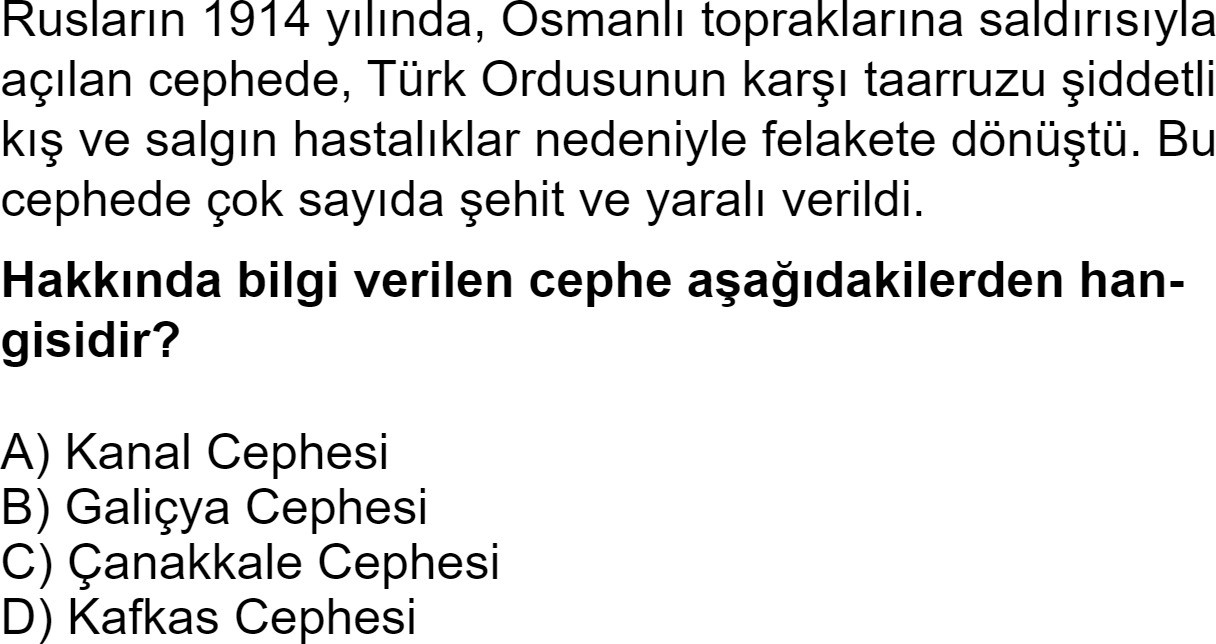 Rusların 1914 yılında, Osmanlı topraklarına saldırısıyla
açılan cephede, Türk Ordusunun karşı taarruzu şiddetli
kış ve salgın hastalıklar nedeniyle felakete dönüştü. Bu
cephede çok sayıda şehit ve yaralı verildi.
Hakkında bilgi verilen cephe aşağıdakilerden han-
gisidir?
A) Kanal Cephesi
B) Galiçya Cephesi
C) Çanakkale Cephesi
D) Kafkas Cephesi